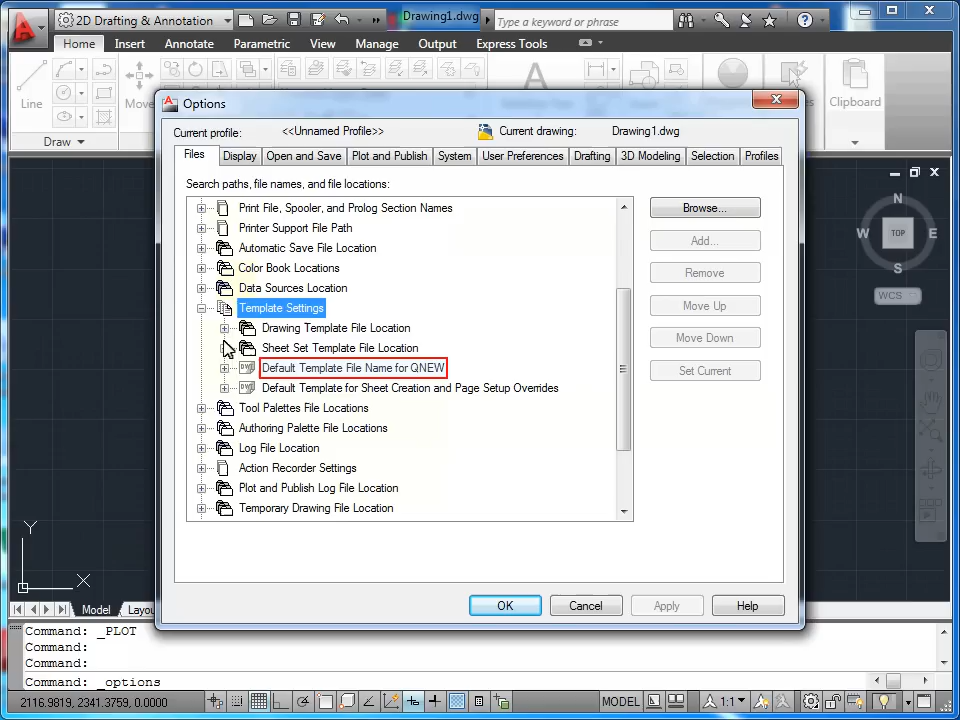 2D Drafting & Annotation
Drawing1.dwg
Type a keyword or phrase
Home Insert Annotate Parametric View Manage Output Express Tools
Line
Move
Clipboard
Draw
Options
Current profile: <<Unnamed Profile>> Current drawing: Drawing1.dwg
Files Display Open and Save Plot and Publish System User Preferences Drafting 3D Modeling Selection Profiles
Search paths, file names, and file locations:
Print File, Spooler, and Prolog Section Names
Printer Support File Path
Automatic Save File Location
Color Book Locations
Data Sources Location
Template Settings
Drawing Template File Location
Sheet Set Template File Location
Default Template File Name for QNEW
Default Template for Sheet Creation and Page Setup Overrides
Tool Palettes File Locations
Authoring Palette File Locations
Log File Location
Action Recorder Settings
Plot and Publish Log File Location
Temporary Drawing File Location
Browse...
Add...
Remove
Move Up
Move Down
Set Current
N
W TOP E
S
WCS
Y
X
OK Cancel Apply Help
Model Layou
Command: _PLOT
Command:
Command:
Command: _options
2116.9819, 2341.3759, 0.0000
MODEL
1:1